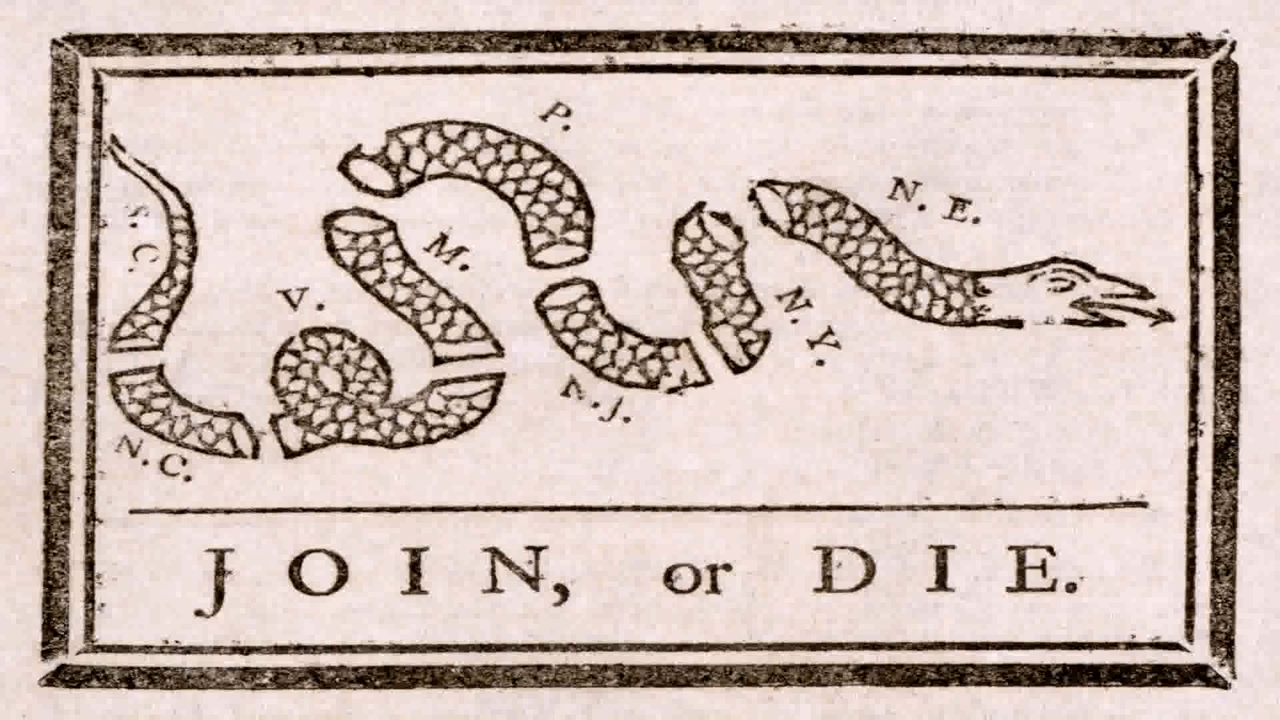 P.
N. E.
S. C.
M.
V.
N. Y.
N. J.
N. C.
JOIN, or DIE.